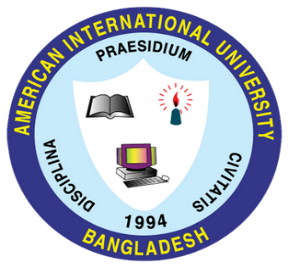 AMERICAN INTERNATIONAL UNIVERSITY
PRAESIDIUM
DISCIPLINA
CIVITATIS
1994
BANGLADESH